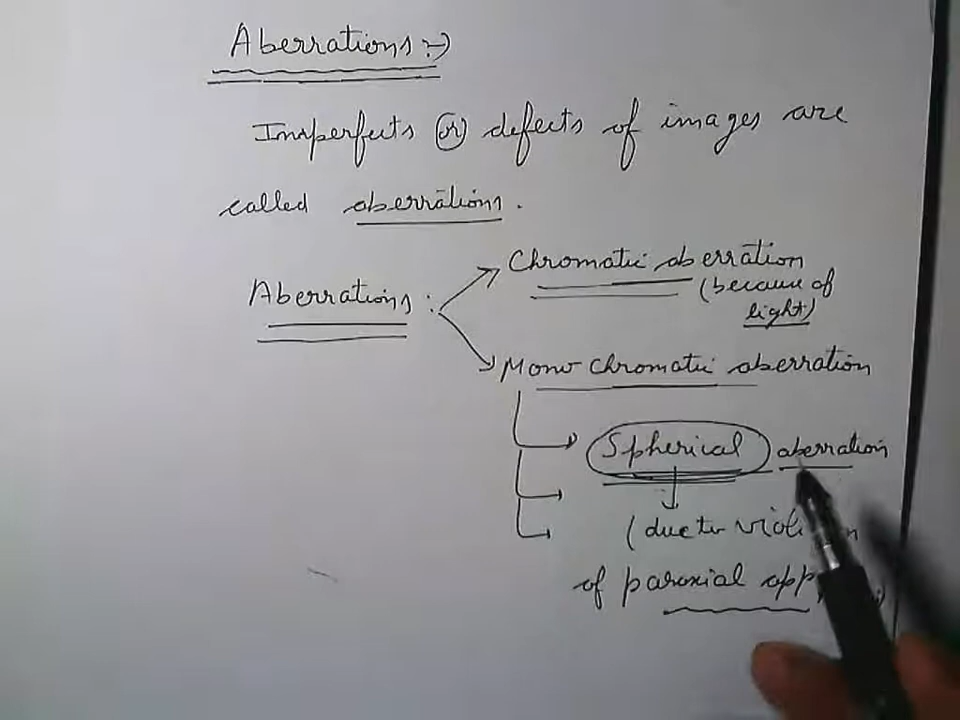 Aberrations :-)
Imsperfects (or) defects of images are
called aberrations.
Aberrations :
Chromatic aberration
(because of
light)
Mono chromatic aberration
Spherical aberration
(due to
of paraxial